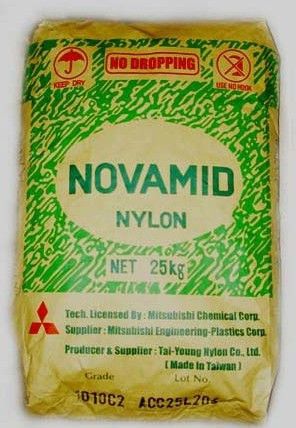 NO DROPPING
KEEP DRY
USE NO HOOK
NOVAMID
NYLON
NET 25kg
Tech. Licensed By : Mitsubishi Chemical Corp.
Supplier : Mitsubishi Engineering-Plastics Corp.
Producer & Supplier : Tai-Young Nylon Co., Ltd.
( Made in Taiwan )
Grade Lot No.